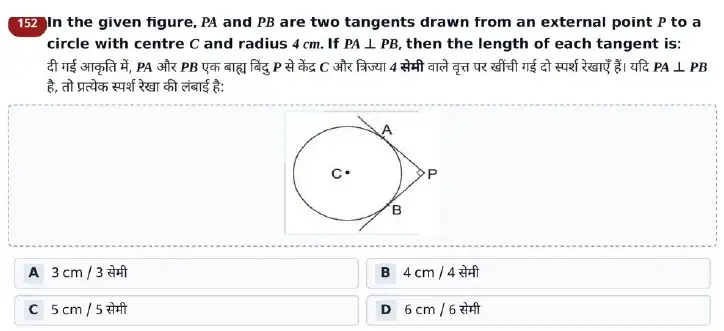 152 In the given figure, PA and PB are two tangents drawn from an external point P to a
circle with centre C and radius 4 cm. If PA ⊥ PB, then the length of each tangent is:
दी गई आकृति में, PA और PB एक बाह्य बिंदु P से केंद्र C और त्रिज्या 4 सेमी वाले वृत्त पर खींची गई दो स्पर्श रेखाएँ हैं। यदि PA ⊥ PB
है, तो प्रत्येक स्पर्श रेखा की लंबाई है:
A
C
P
B
A 3 cm / 3 सेमी
B 4 cm / 4 सेमी
C 5 cm / 5 सेमी
D 6 cm / 6 सेमी